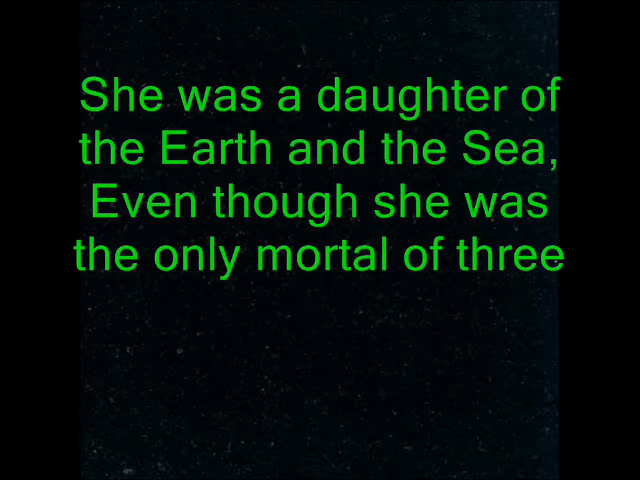 She was a daughter of
the Earth and the Sea,
Even though she was
the only mortal of three